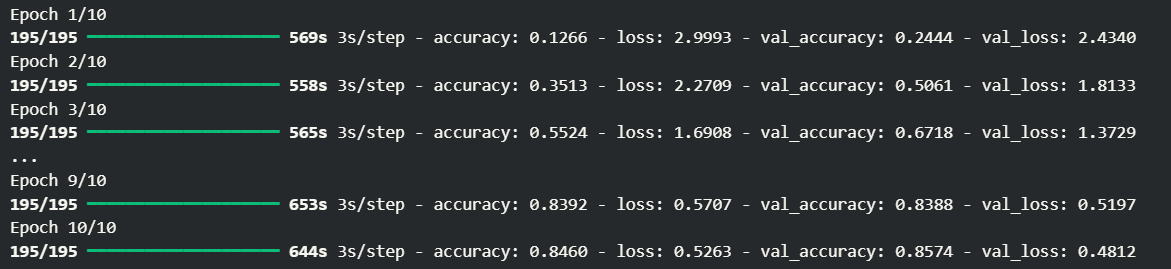 Epoch 1/10
195/195 ━━━━━━━━━━━━━━━━━━━━ 569s 3s/step - accuracy: 0.1266 - loss: 2.9993 - val_accuracy: 0.2444 - val_loss: 2.4340
Epoch 2/10
195/195 ━━━━━━━━━━━━━━━━━━━━ 558s 3s/step - accuracy: 0.3513 - loss: 2.2709 - val_accuracy: 0.5061 - val_loss: 1.8133
Epoch 3/10
195/195 ━━━━━━━━━━━━━━━━━━━━ 565s 3s/step - accuracy: 0.5524 - loss: 1.6908 - val_accuracy: 0.6718 - val_loss: 1.3729
...
Epoch 9/10
195/195 ━━━━━━━━━━━━━━━━━━━━ 653s 3s/step - accuracy: 0.8392 - loss: 0.5707 - val_accuracy: 0.8388 - val_loss: 0.5197
Epoch 10/10
195/195 ━━━━━━━━━━━━━━━━━━━━ 644s 3s/step - accuracy: 0.8460 - loss: 0.5263 - val_accuracy: 0.8574 - val_loss: 0.4812